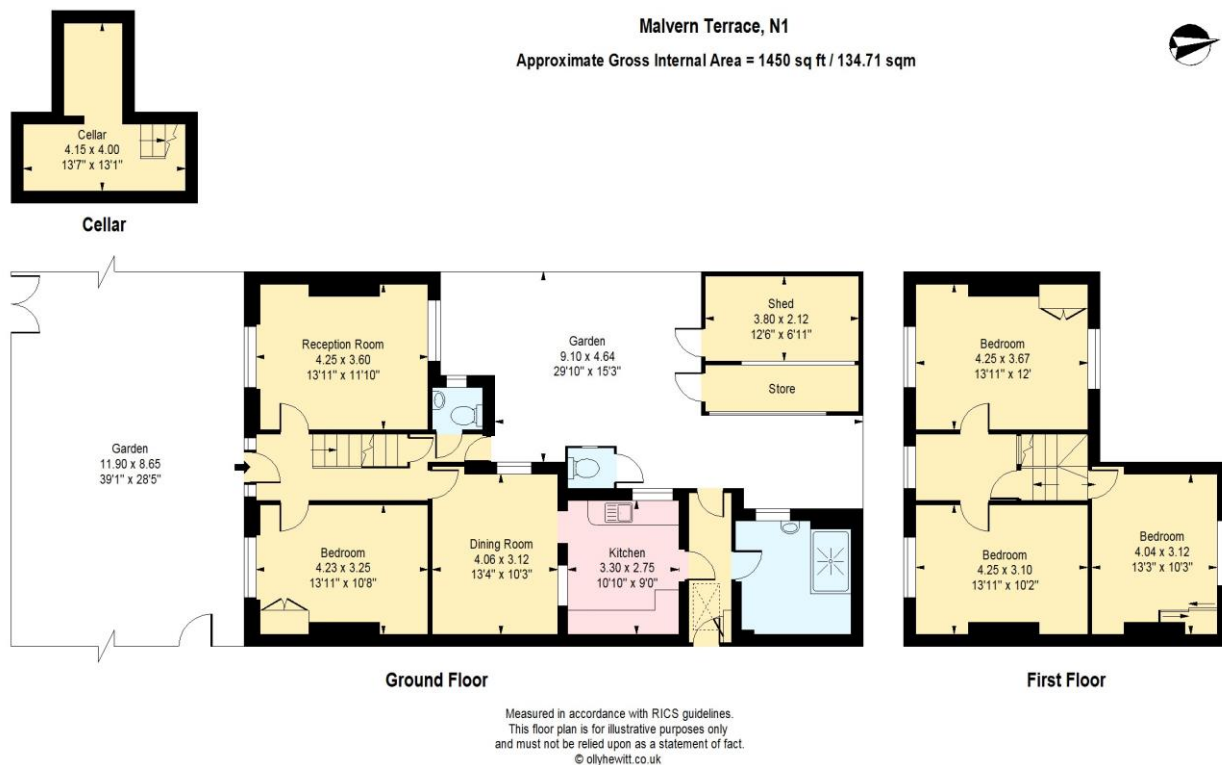 Malvern Terrace, N1
Approximate Gross Internal Area = 1450 sq ft / 134.71 sqm
Cellar
4.15 x 4.00
13'7" x 13'1"
Cellar
Garden
11.90 x 8.65
39'1" x 28'5"
Reception Room
4.25 x 3.60
13'11" x 11'10"
Bedroom
4.23 x 3.25
13'11" x 10'8"
Dining Room
4.06 x 3.12
13'4" x 10'3"
Kitchen
3.30 x 2.75
10'10" x 9'0"
Garden
9.10 x 4.64
29'10" x 15'3"
Shed
3.80 x 2.12
12'6" x 6'11"
Store
Ground Floor
Bedroom
4.25 x 3.67
13'11" x 12'
Bedroom
4.25 x 3.10
13'11" x 10'2"
Bedroom
4.04 x 3.12
13'3" x 10'3"
First Floor
Measured in accordance with RICS guidelines.
This floor plan is for illustrative purposes only
and must not be relied upon as a statement of fact.
© ollyhewitt.co.uk